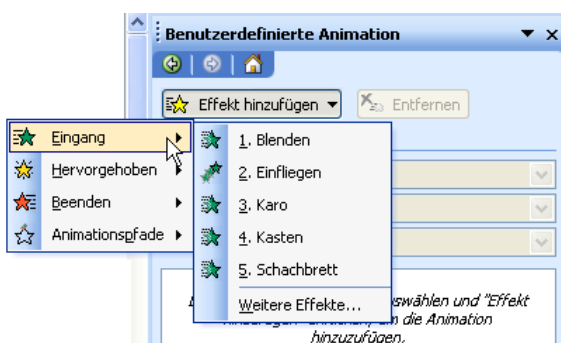 Benutzerdefinierte Animation
Effekt hinzufügen
Entfernen
Eingang
Hervorgehoben
Beenden
Animationspfade
1. Blenden
2. Einfliegen
3. Karo
4. Kasten
5. Schachbrett
Weitere Effekte...
swählen und "Effekt
die Animation
hinzuzufügen.